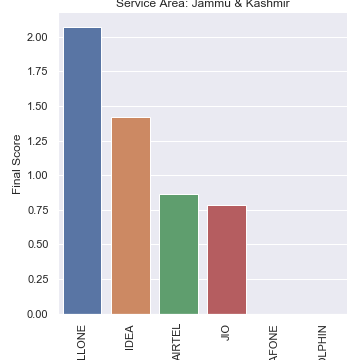 Service Area: Jammu & Kashmir
Final Score
2.00
1.75
1.50
1.25
1.00
0.75
0.50
0.25
0.00
LLONE
IDEA
AIRTEL
JIO
AFONE
LPHIN